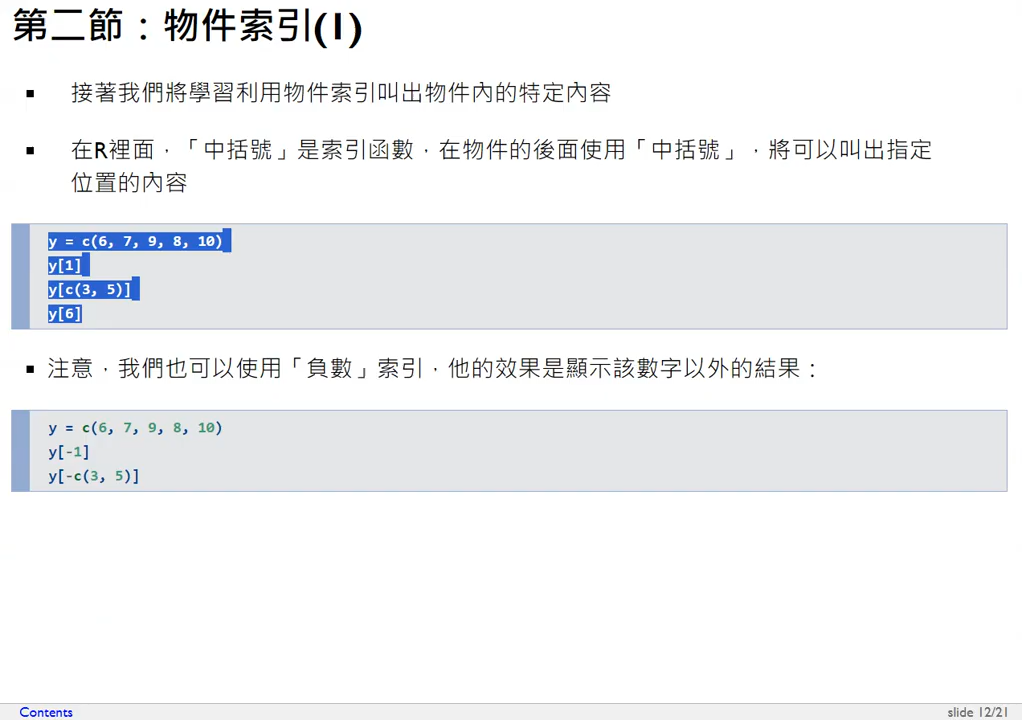 第二節：物件索引(1)
▪ 接著我們將學習利用物件索引叫出物件內的特定內容
▪ 在R裡面，「中括號」是索引函數，在物件的後面使用「中括號」，將可以叫出指定
位置的內容
y = c(6, 7, 9, 8, 10)
y[1]
y[c(3, 5)]
y[6]
▪ 注意，我們也可以使用「負數」索引，他的效果是顯示該數字以外的結果：
y = c(6, 7, 9, 8, 10)
y[-1]
y[-c(3, 5)]
Contents
slide 12/21